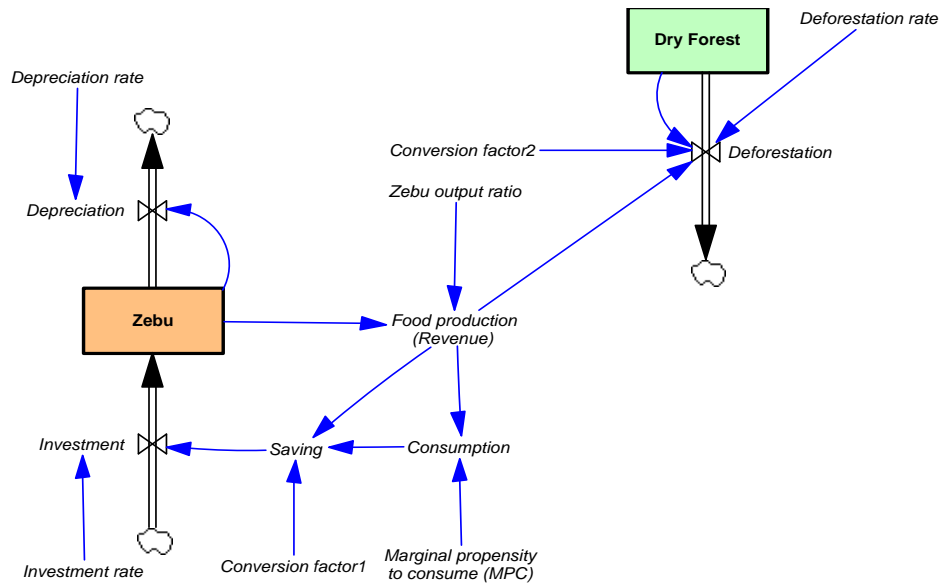 Deforestation rate
Dry Forest
Depreciation rate
Conversion factor2
Deforestation
Zebu output ratio
Depreciation
Zebu
Food production
(Revenue)
Investment
Saving
Consumption
Investment rate
Conversion factor1
Marginal propensity
to consume (MPC)